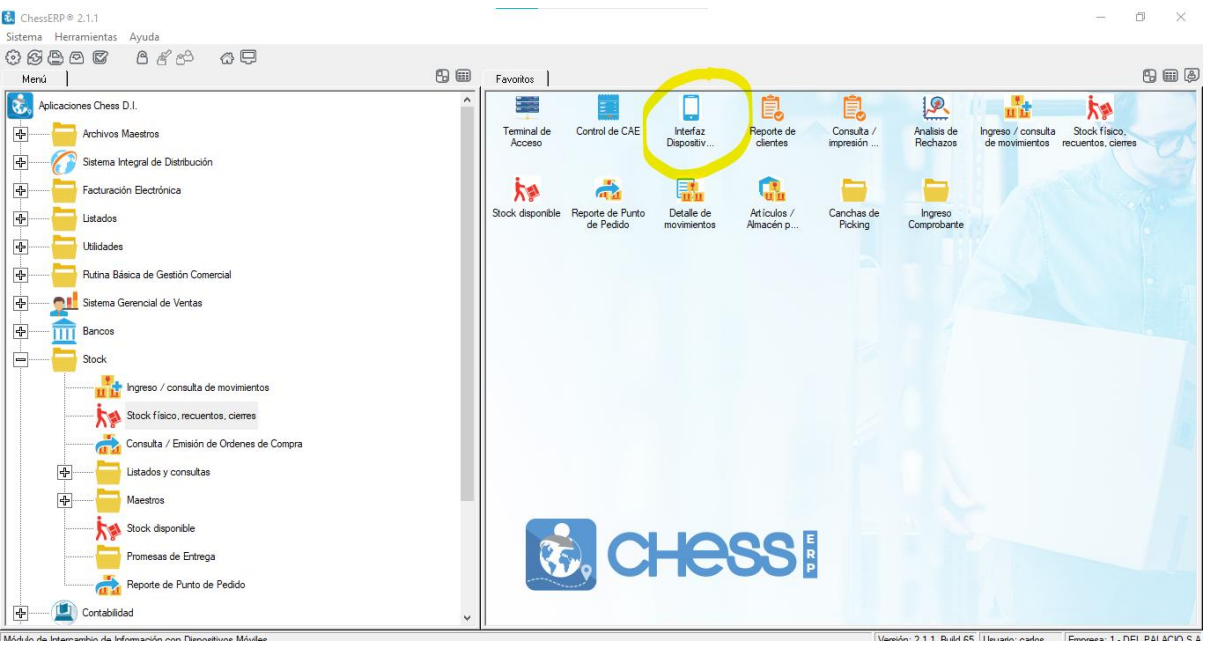 ChessERP® 2.1.1
Sistema Herramientas Ayuda
Menú
Aplicaciones Chess D.I.
Archivos Maestros
Sistema Integral de Distribución
Facturación Electrónica
Listados
Utilidades
Rutina Básica de Gestión Comercial
Sistema Gerencial de Ventas
Bancos
Stock
Ingreso / consulta de movimientos
Stock físico, recuentos, cierres
Consulta / Emisión de Ordenes de Compra
Listados y consultas
Maestros
Stock disponible
Promesas de Entrega
Reporte de Punto de Pedido
Contabilidad
Favoritos
Terminal de Acceso
Control de CAE
Interfaz Dispositiv...
Reporte de clientes
Consulta / impresión ...
Analisis de Rechazos
Ingreso / consulta de movimientos
Stock físico, recuentos, cierres
Stock disponible
Reporte de Punto de Pedido
Detalle de movimientos
Artículos / Almacén p...
Canchas de Picking
Ingreso Comprobante
CHESS ERP
Módulo de Intercambio de Información con Dispositivos Móviles
Versión: 2.1.1 Build 65
Usuario: carlos
Empresa: 1 - DEL PALACIO S.A